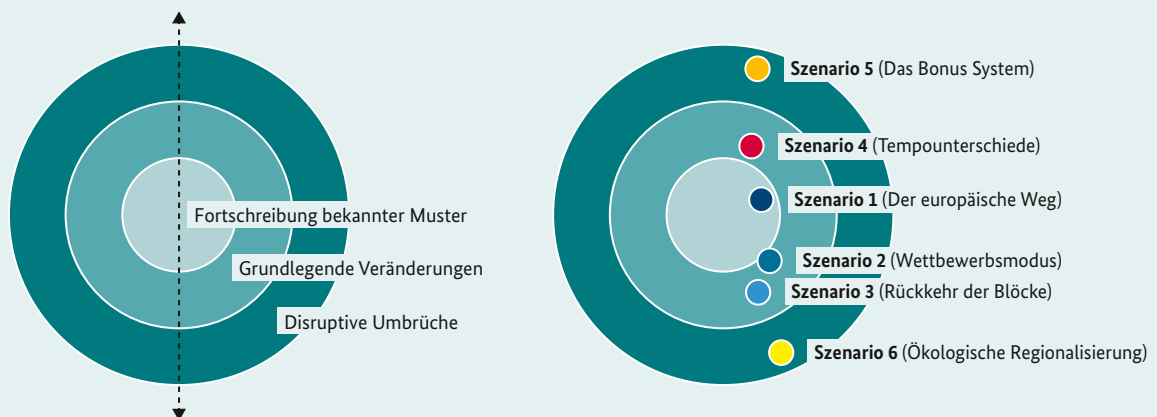 Fortschreibung bekannter Muster
Grundlegende Veränderungen
Disruptive Umbrüche
Szenario 5 (Das Bonus System)
Szenario 4 (Tempounterschiede)
Szenario 1 (Der europäische Weg)
Szenario 2 (Wettbewerbsmodus)
Szenario 3 (Rückkehr der Blöcke)
Szenario 6 (Ökologische Regionalisierung)